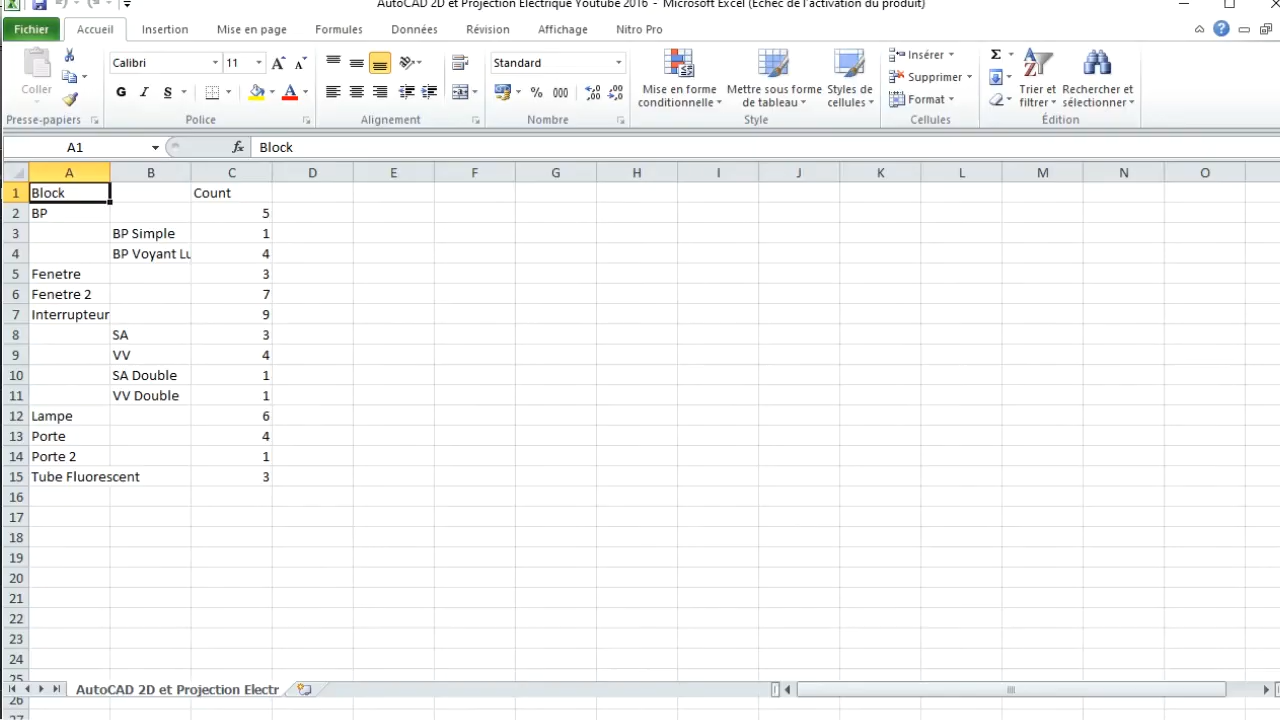 AutoCAD 2D et Projection Electrique Youtube 2016 - Microsoft Excel (Échec de l'activation du produit)
Fichier Accueil Insertion Mise en page Formules Données Révision Affichage Nitro Pro
Coller
Presse-papiers
Calibri 11
G I S
Police
Alignement
Standard
% 000
Nombre
Mise en forme conditionnelle
Mettre sous forme de tableau
Styles de cellules
Style
Insérer
Supprimer
Format
Cellules
Σ
Trier et filtrer
Rechercher et sélectionner
Édition
A1 fx Block
A B C D E F G H I J K L M N O
1 Block Count
2 BP 5
3 BP Simple 1
4 BP Voyant Lu 4
5 Fenetre 3
6 Fenetre 2 7
7 Interrupteur 9
8 SA 3
9 VV 4
10 SA Double 1
11 VV Double 1
12 Lampe 6
13 Porte 4
14 Porte 2 1
15 Tube Fluorescent 3
16
17
18
19
20
21
22
23
24
25
AutoCAD 2D et Projection Electr
26
27